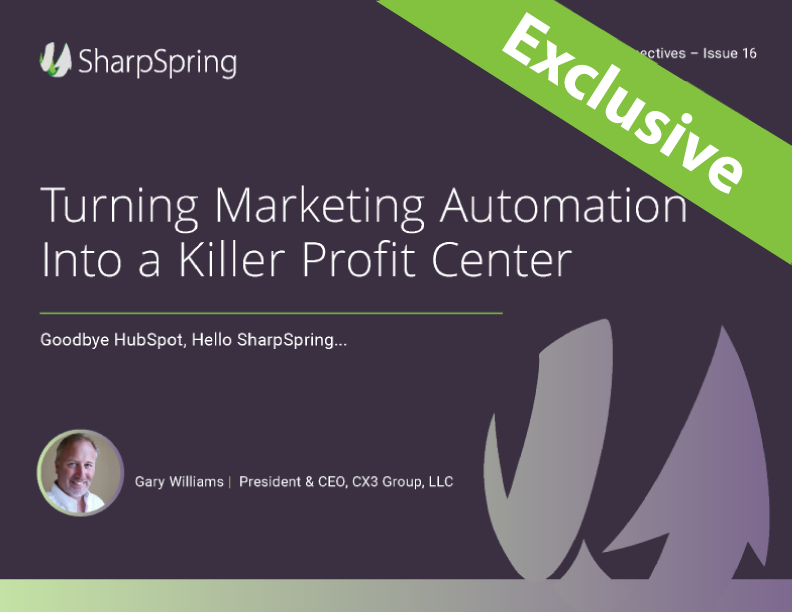 SharpSpring
– Issue 16
Exclusive
Turning Marketing Automation
Into a Killer Profit Center
Goodbye HubSpot, Hello SharpSpring...
Gary Williams | President & CEO, CX3 Group, LLC